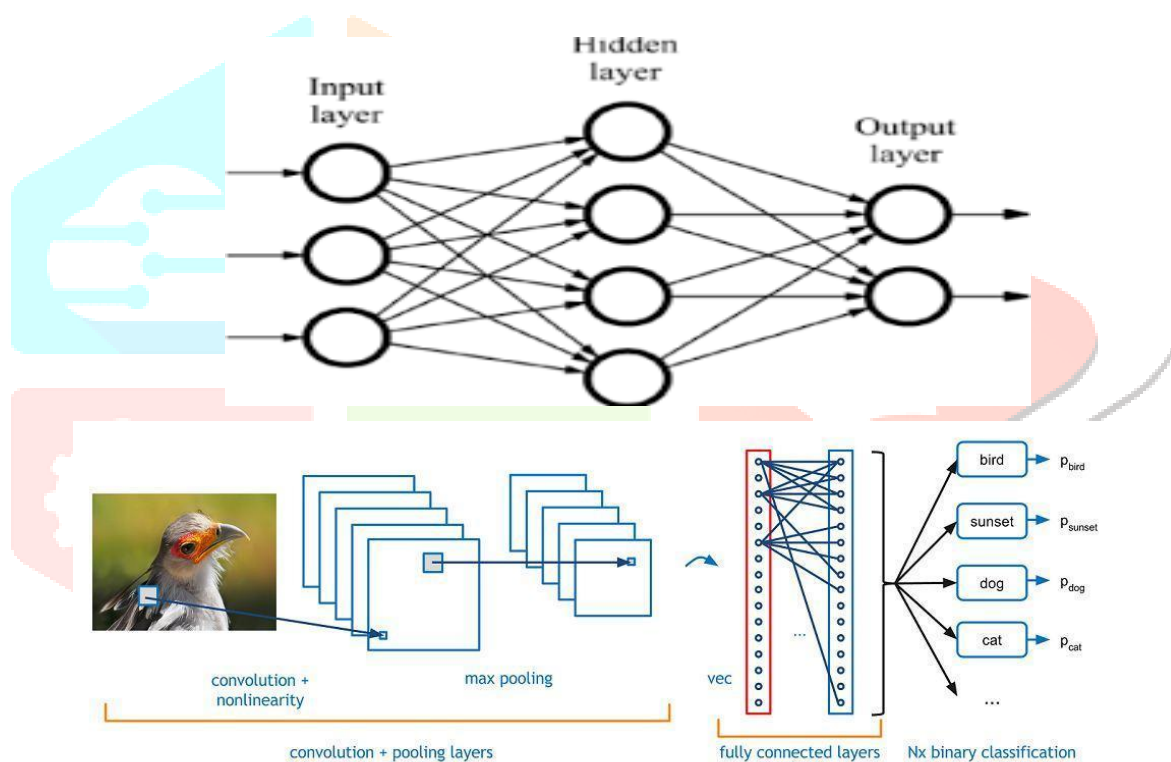 Hidden
layer
Input
layer
Output
layer
bird
p_bird
sunset
p_sunset
dog
p_dog
cat
p_cat
...
...
convolution +
nonlinearity
max pooling
vec
convolution + pooling layers
fully connected layers
Nx binary classification